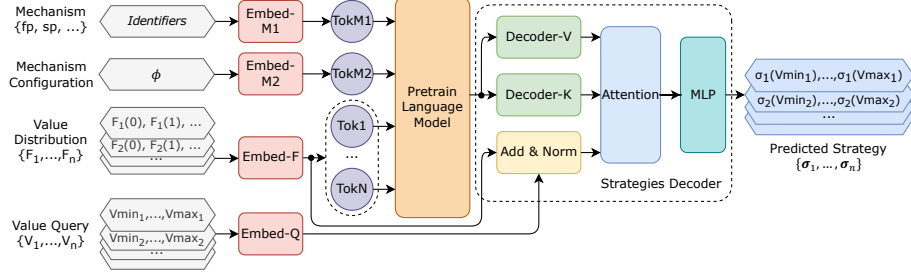 Mechanism
{fp, sp, ...}
Identifiers
Embed-
M1
TokM1
Mechanism
Configuration
ϕ
Embed-
M2
TokM2
Value
Distribution
{F₁,...,Fₙ}
F₁(0), F₁(1), ...
F₂(0), F₂(1), ...
...
Embed-F
Tok1
...
TokN
Value Query
{V₁,...,Vₙ}
Vmin₁,...,Vmax₁
Vmin₂,...,Vmax₂
...
Embed-Q
Pretrain
Language
Model
Decoder-V
Decoder-K
Add & Norm
Attention
MLP
Strategies Decoder
σ₁(Vmin₁),...,σ₁(Vmax₁)
σ₂(Vmin₂),...,σ₂(Vmax₂)
...
Predicted Strategy
{σ₁, ..., σₙ}